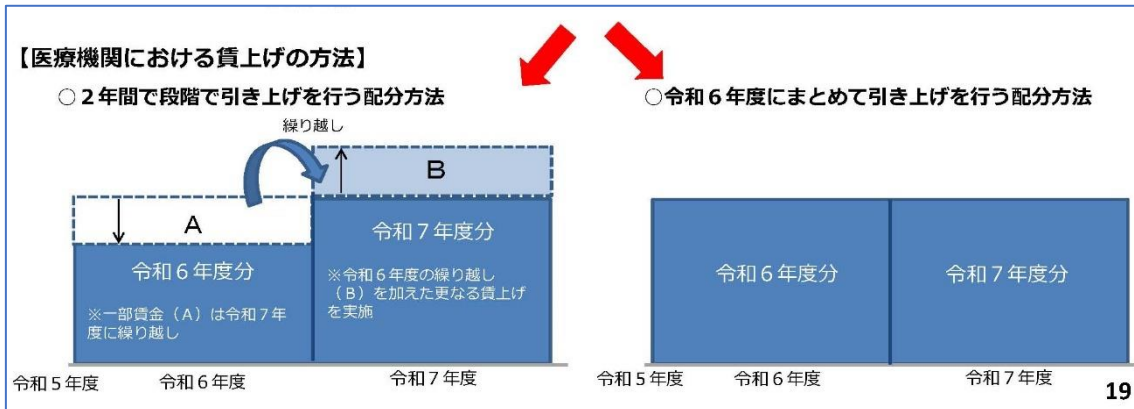 【医療機関における賃上げの方法】
○２年間で段階で引き上げを行う配分方法
繰り越し
B
A
令和６年度分
※一部賃金（A）は令和７年
度に繰り越し
令和７年度分
※令和６年度の繰り越し
（B）を加えた更なる賃上げ
を実施
令和５年度
令和６年度
令和７年度
○令和６年度にまとめて引き上げを行う配分方法
令和６年度分
令和７年度分
令和５年度
令和６年度
令和７年度
19